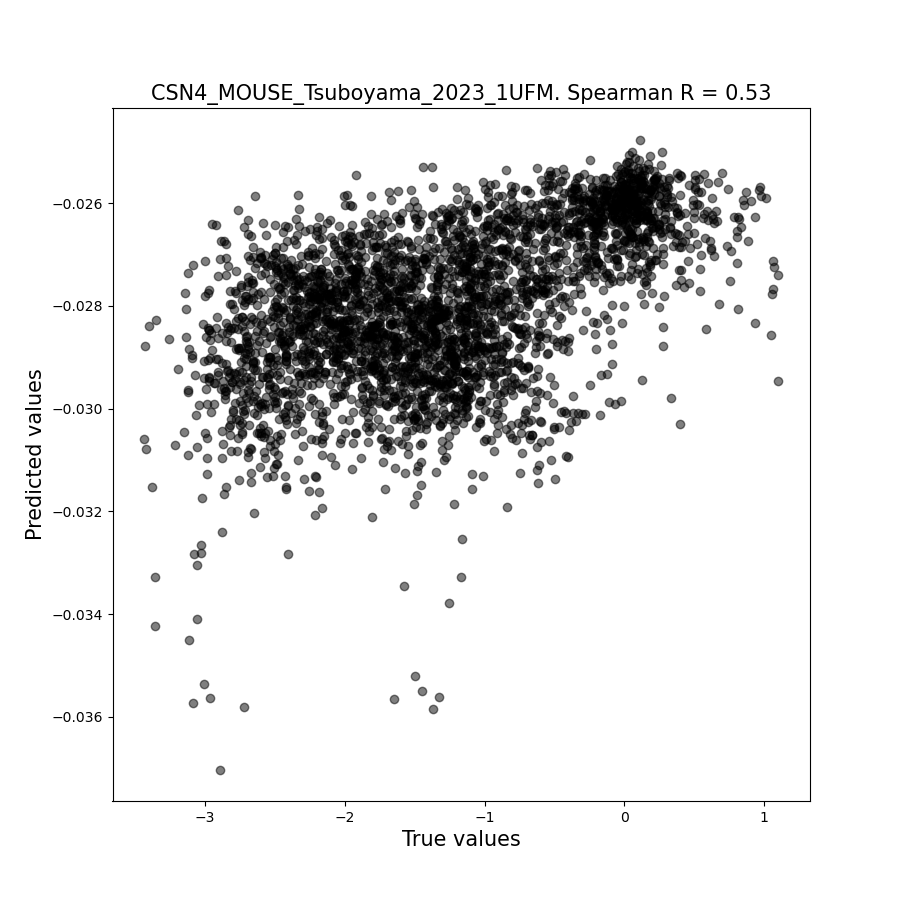 CSN4_MOUSE_Tsuboyama_2023_1UFM. Spearman R = 0.53
Predicted values
−0.026
−0.028
−0.030
−0.032
−0.034
−0.036
−3 −2 −1 0 1
True values